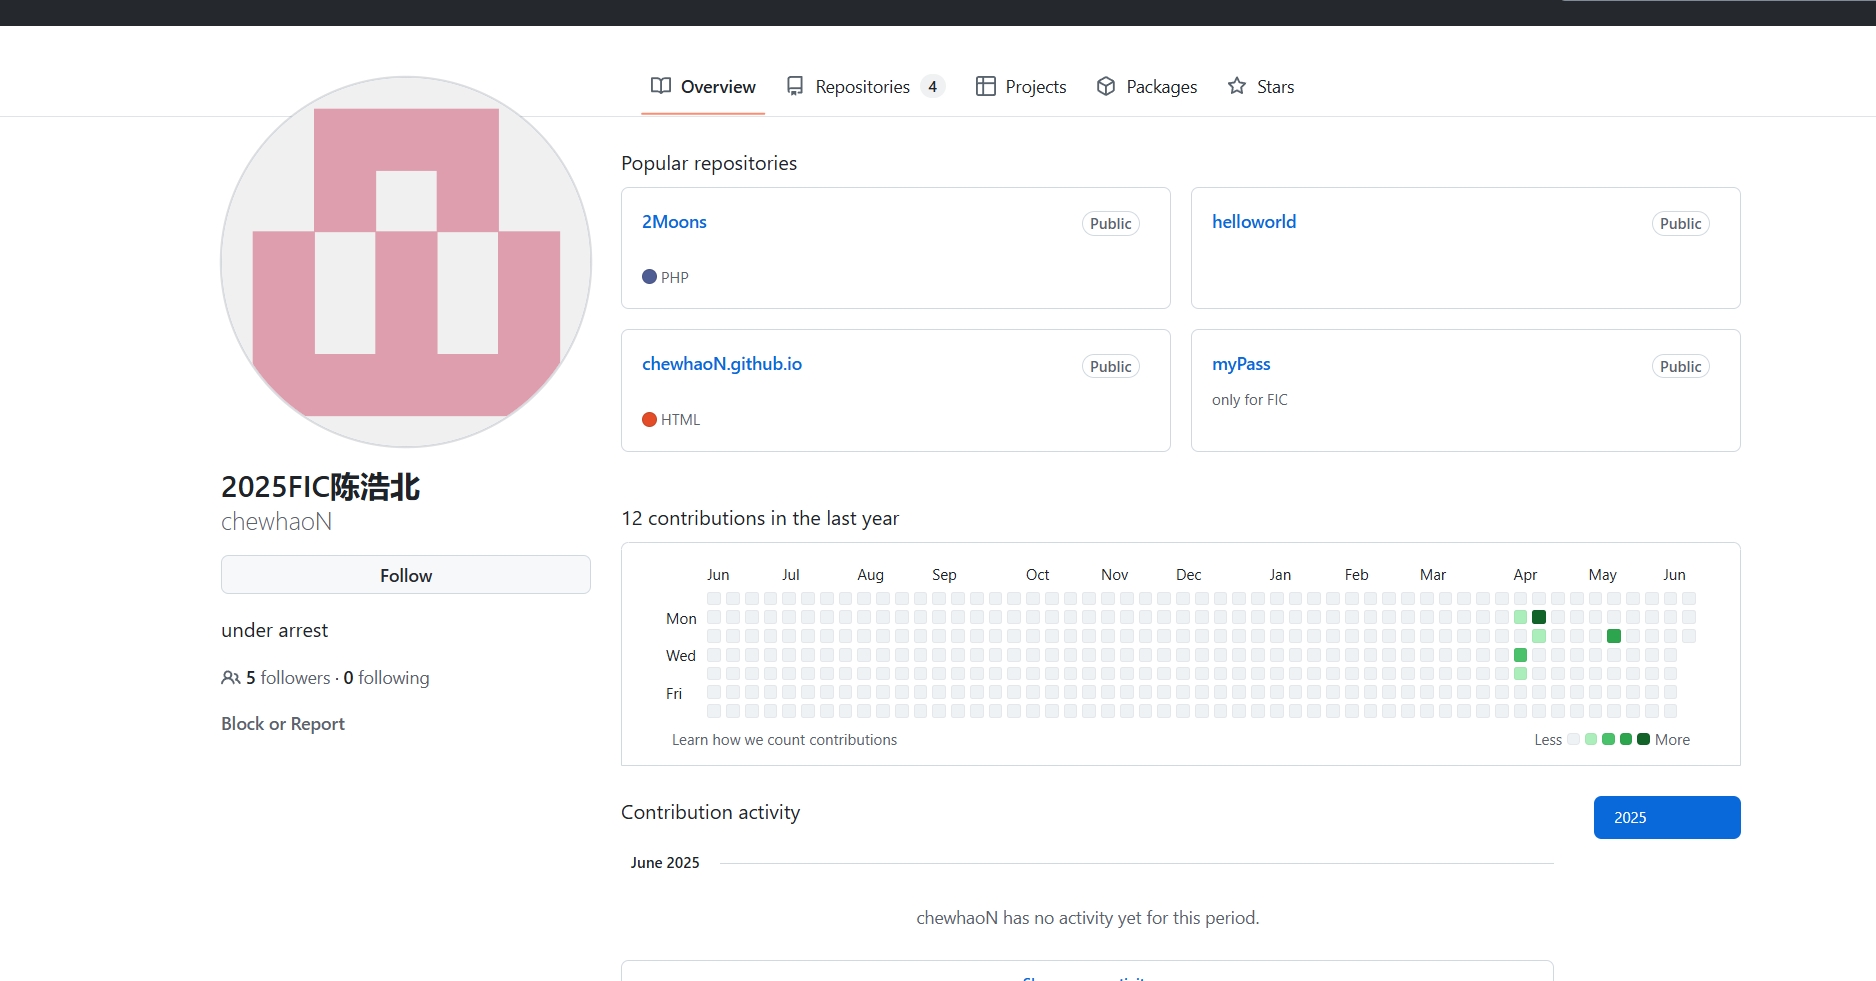 Overview
Repositories 4
Projects
Packages
Stars
Popular repositories
2Moons
Public
PHP
helloworld
Public
chewhaoN.github.io
Public
HTML
myPass
Public
only for FIC
2025FIC陈浩北
chewhaoN
Follow
under arrest
5 followers · 0 following
Block or Report
12 contributions in the last year
Jun Jul Aug Sep Oct Nov Dec Jan Feb Mar Apr May Jun
Mon
Wed
Fri
Learn how we count contributions
Less
More
Contribution activity
2025
June 2025
chewhaoN has no activity yet for this period.